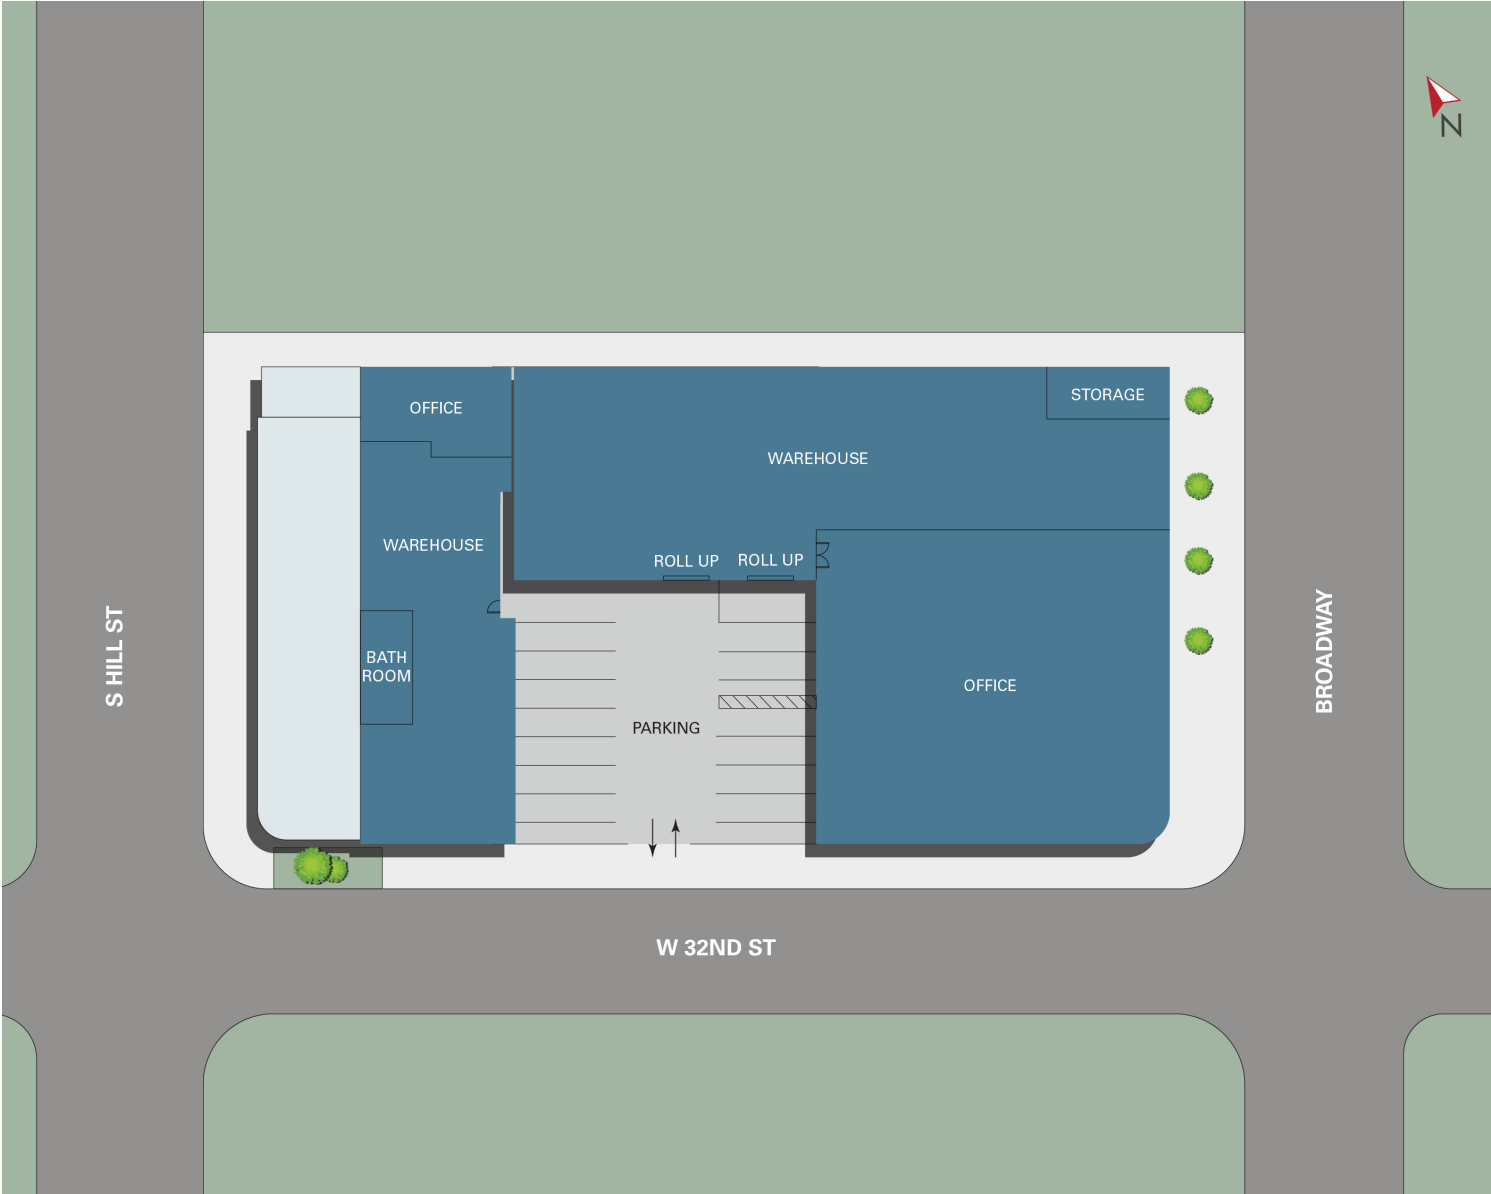 N
STORAGE
OFFICE
WAREHOUSE
WAREHOUSE
ROLL UP
ROLL UP
BATH
ROOM
OFFICE
PARKING
S HILL ST
BROADWAY
W 32ND ST